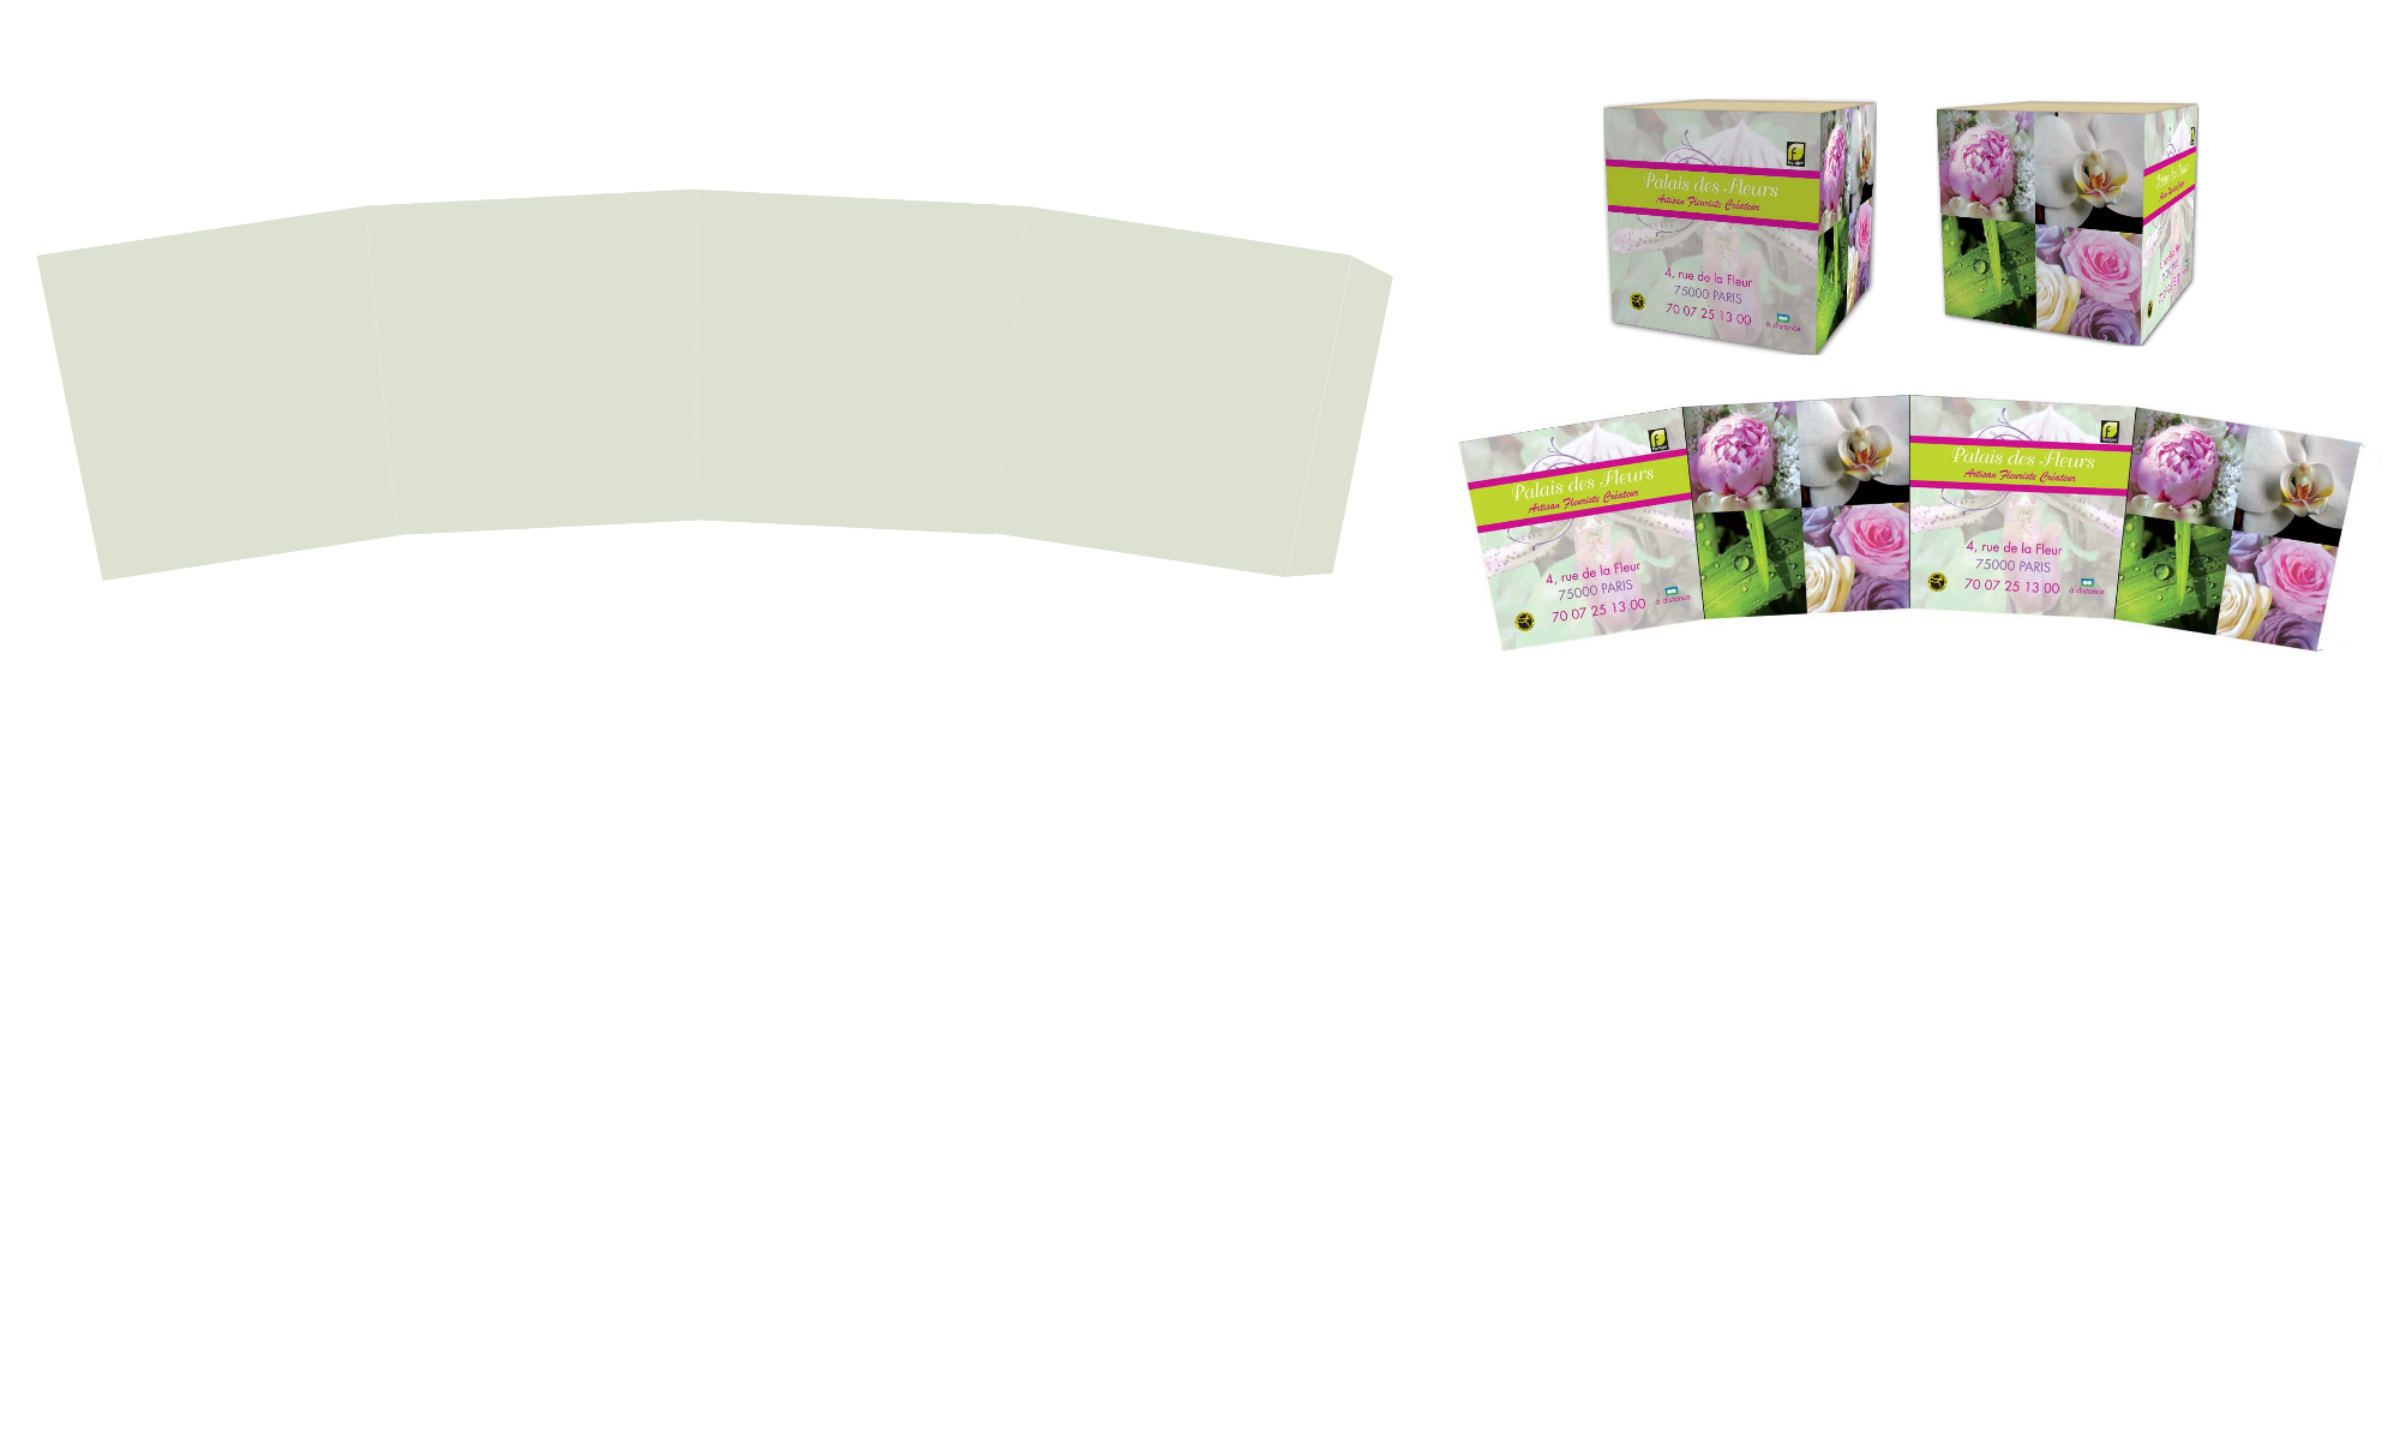 Palais des Fleurs
Artisan Fleuriste Créateur
4, rue de la Fleur
75000 PARIS
70 07 25 13 00
à distance
Palais des Fleurs
Artisan Fleuriste Créateur
4, rue de la Fleur
75000 PARIS
70 07 25 13 00
à distance
Palais des Fleurs
Artisan Fleuriste Créateur
4, rue de la Fleur
75000 PARIS
70 07 25 13 00
à distance